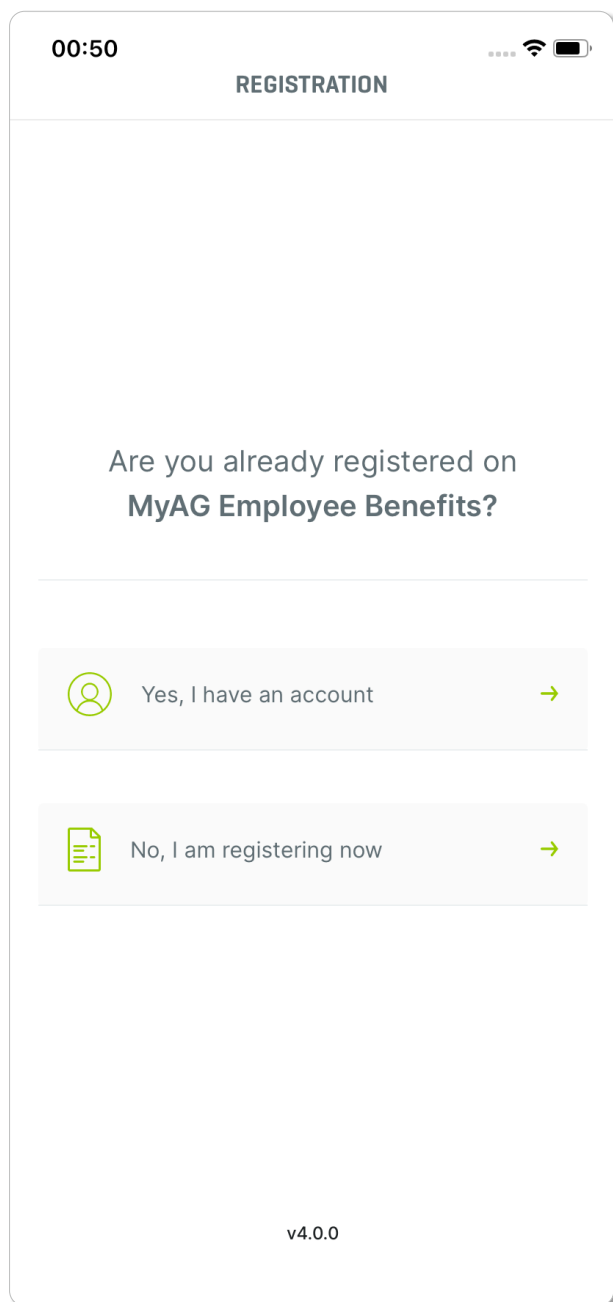 00:50
REGISTRATION
Are you already registered on
MyAG Employee Benefits?
Yes, I have an account
No, I am registering now
v4.0.0